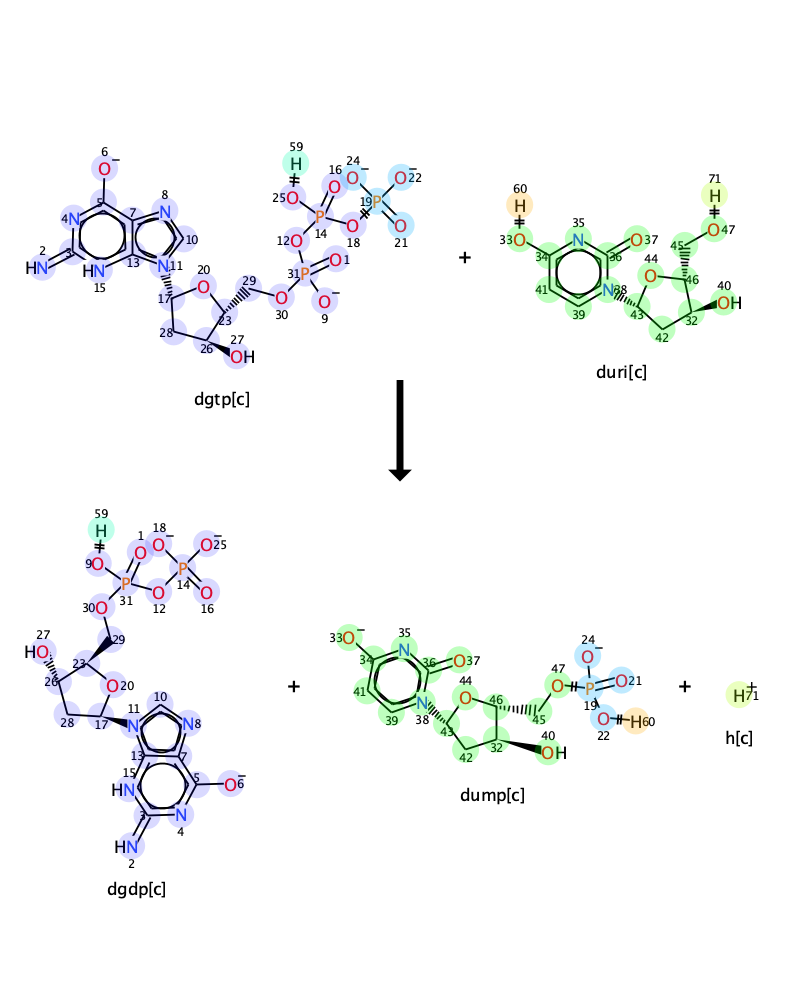 59
H
6
O −
24
O −
O −
22
16
O
25 O
P
19 P
O
21
14
O
18
12 O
8
N
5
4 N
7
10
2
HN
3
HN
15
13
N 11
20
O
29
31 P
O 1
O −
9
O
30
17
23
28
26
27
OH
dgtp[c]
+
60
H
33 O
35
N
O 37
34
36
41
39
N 38
44
O
43
42
32
46
45
71
H
O 47
40
OH
duri[c]
59
H
1
O
18
O −
O −
25
9 O
P
31
O
12
14
P
O
16
30 O
29
27
HO
23
26
O 20
28
17
11
N
10
N 8
13
7
15
HN
5
O −
6
3
N
4
HN
2
dgdp[c]
+
33 O −
35
N
34
36
O 37
41
39
N
38
44
O
46
43
42
32
45
40
OH
47
O
24
O −
P
19
O 21
O
22
H 60
dump[c]
+
H +
71
h[c]